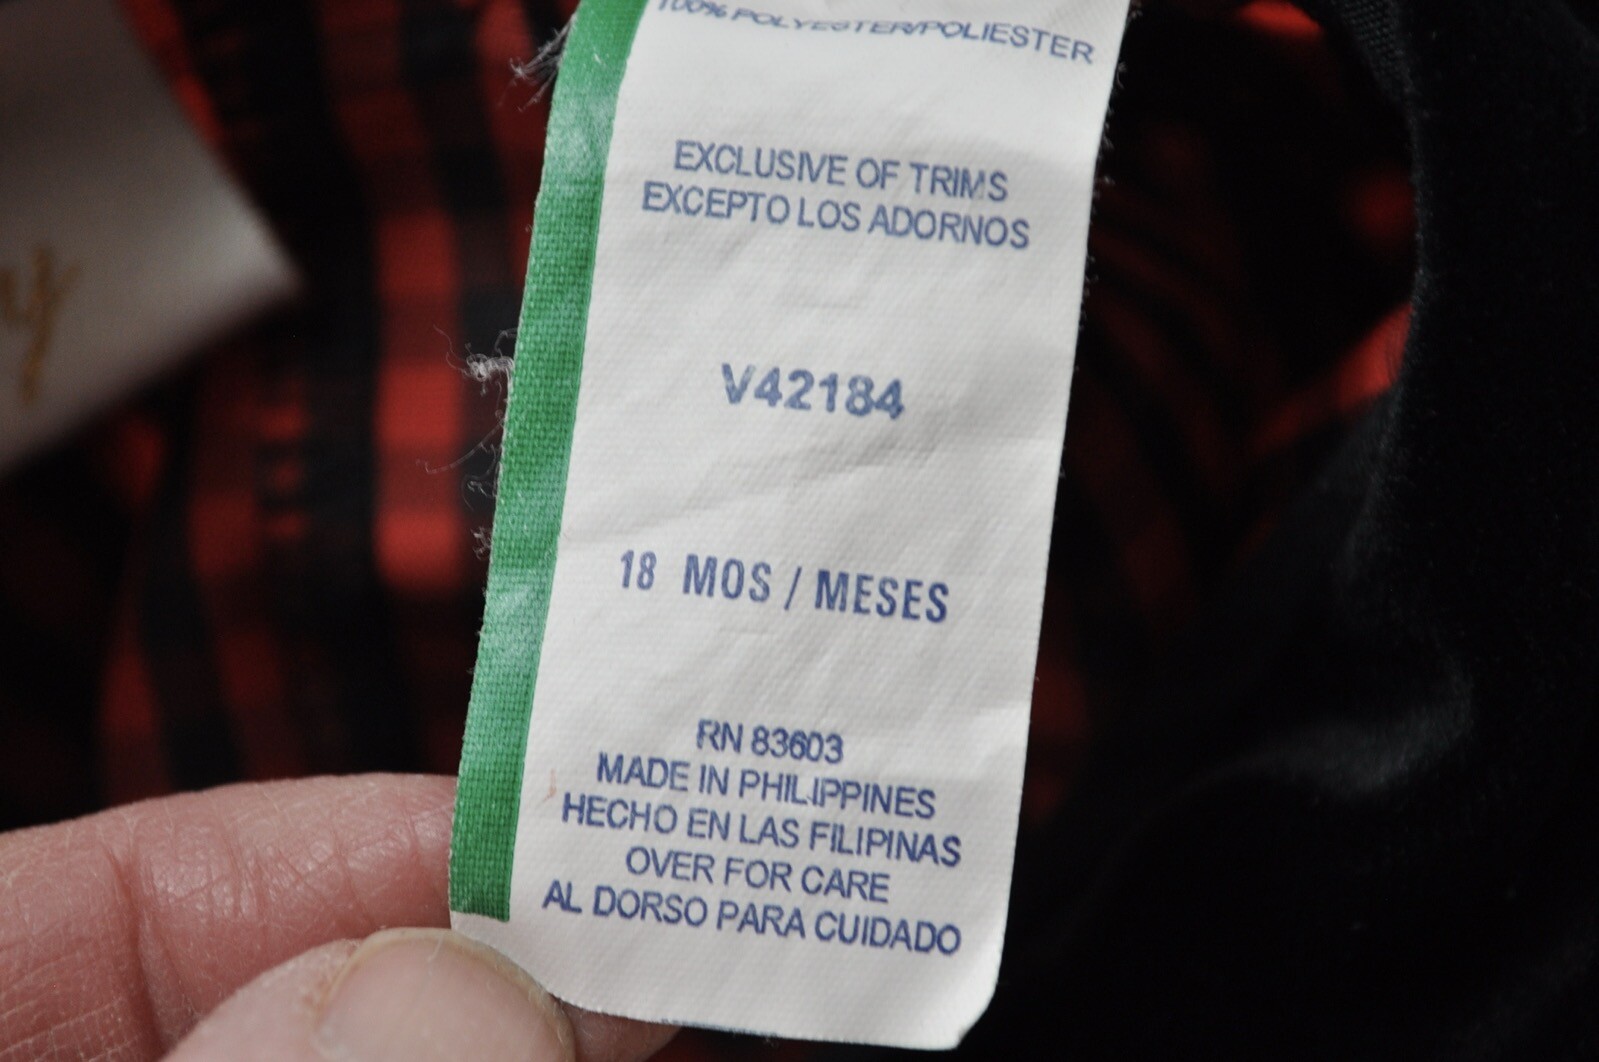 100% POLYESTER/POLIESTER
EXCLUSIVE OF TRIMS
EXCEPTO LOS ADORNOS
V42184
18 MOS / MESES
RN 83603
MADE IN PHILIPPINES
HECHO EN LAS FILIPINAS
OVER FOR CARE
AL DORSO PARA CUIDADO